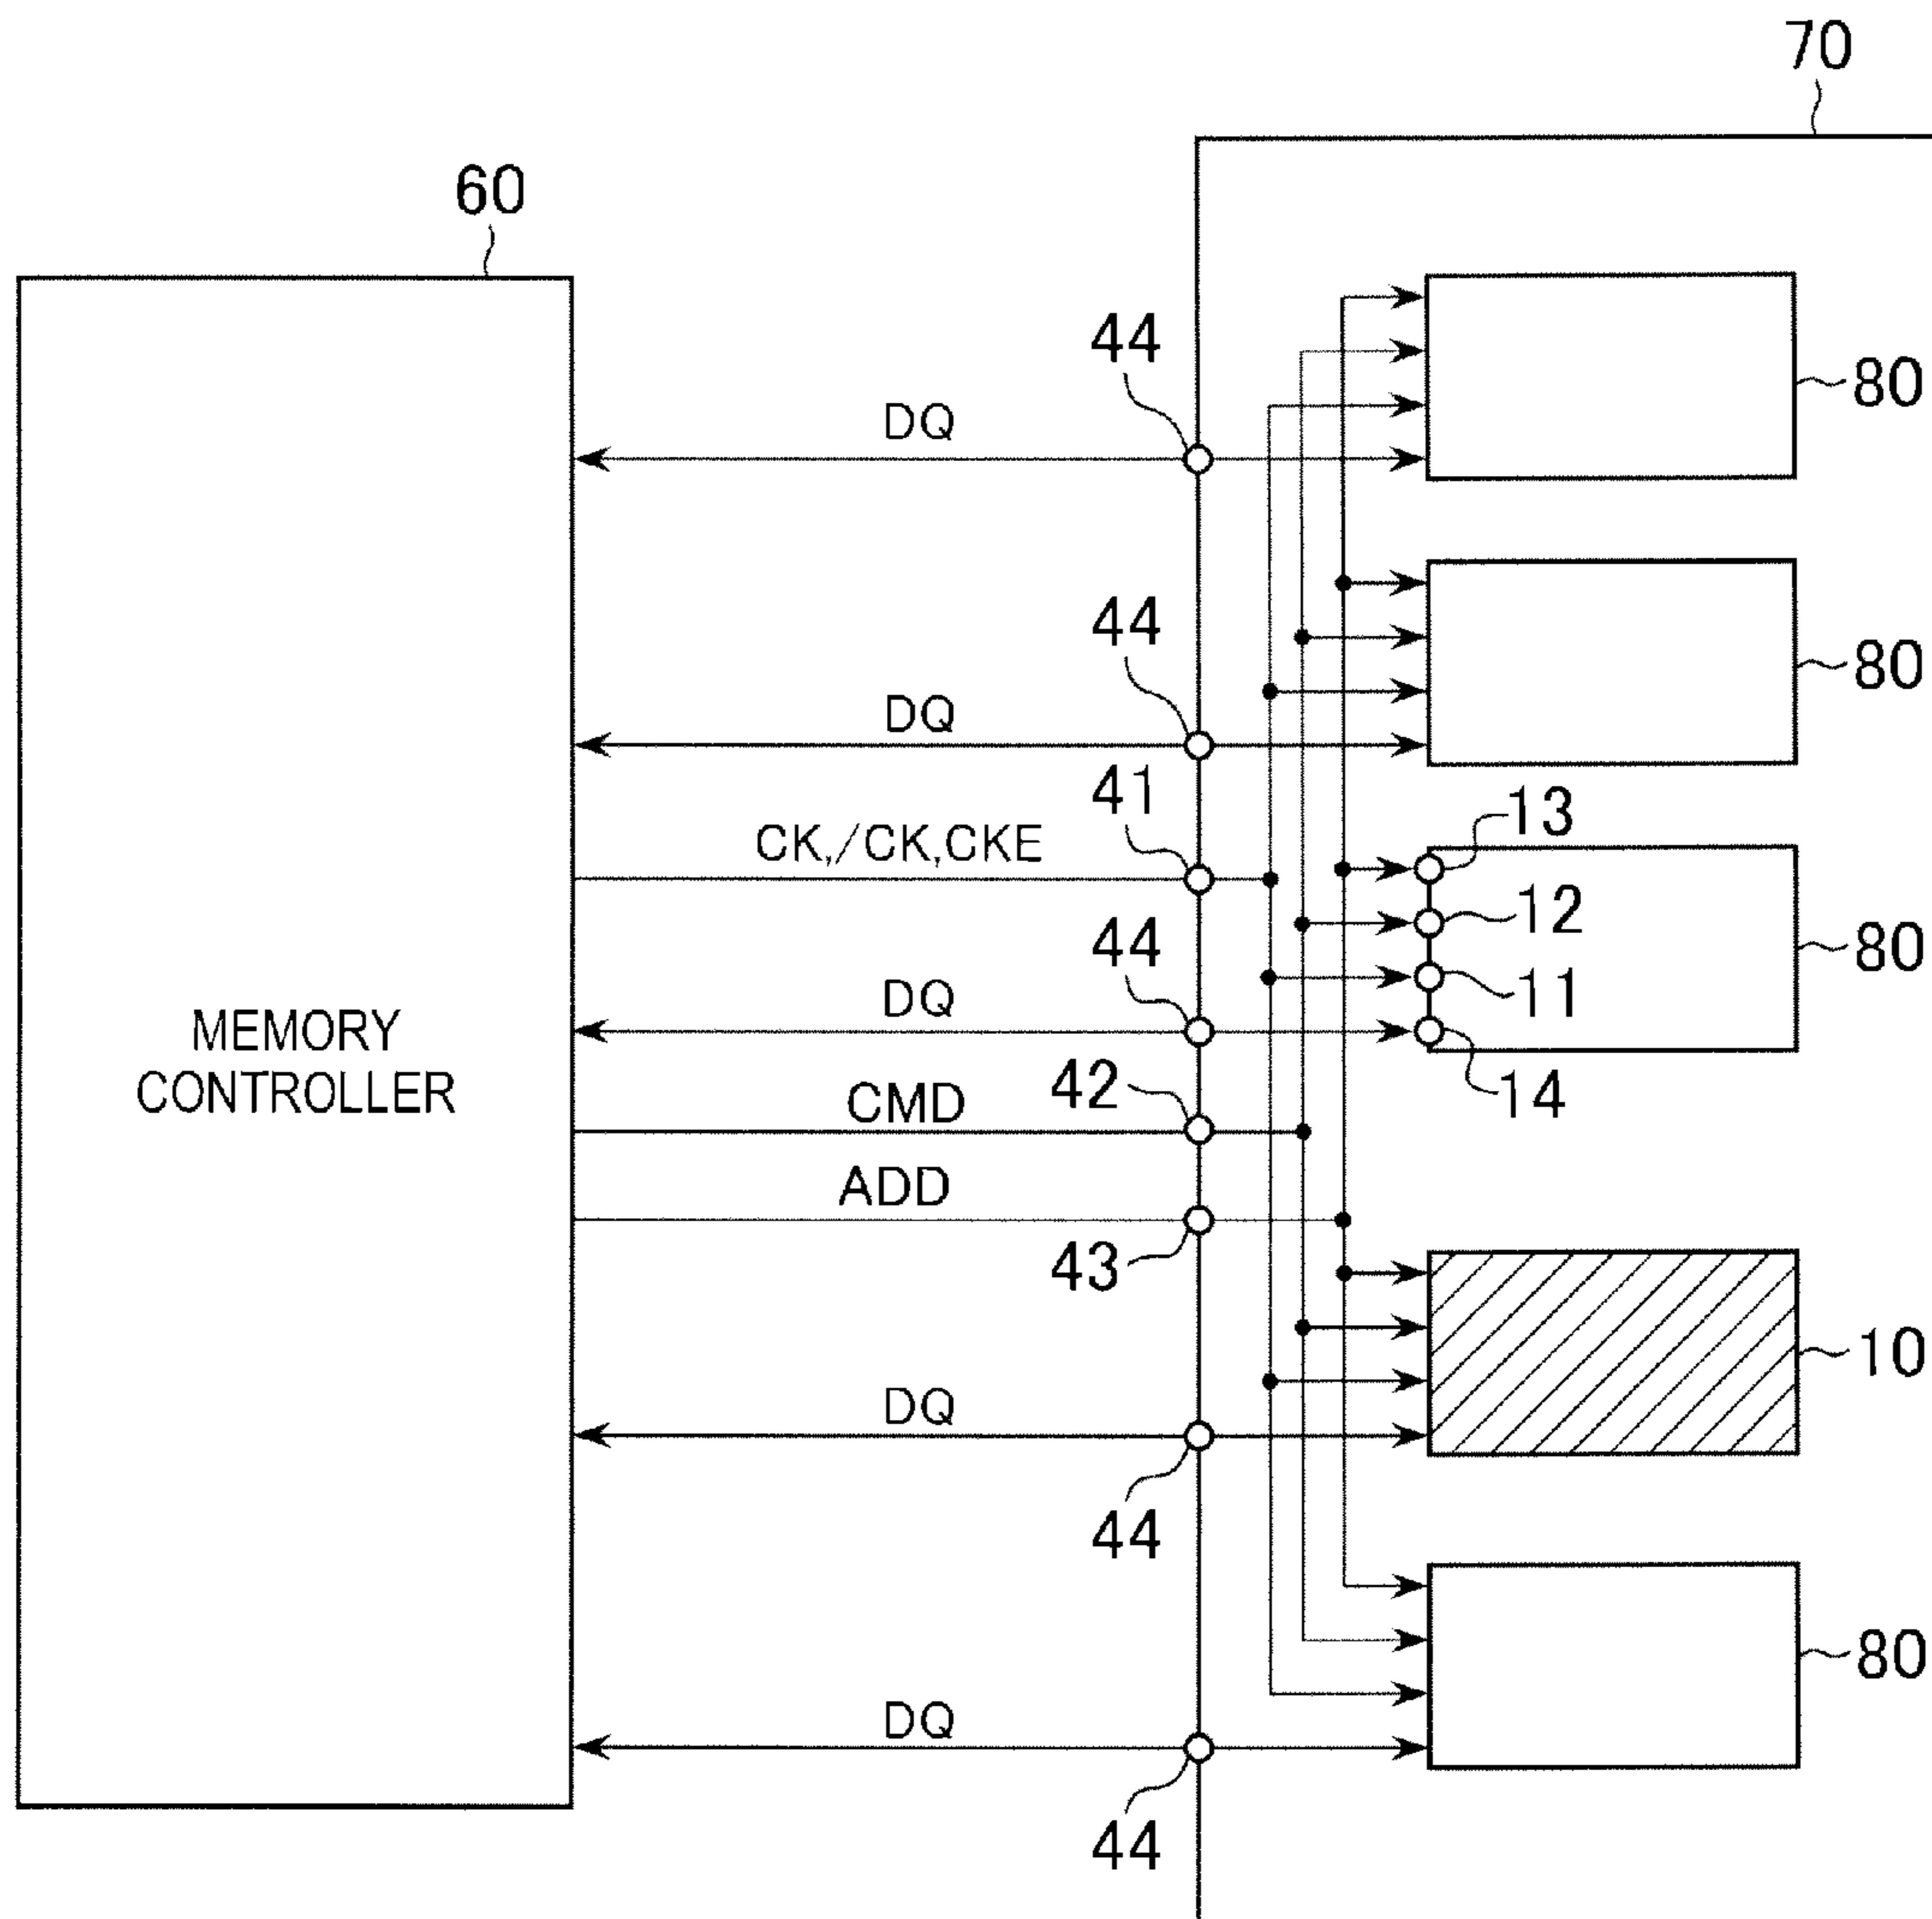 70
60
44
80
DQ
44
80
DQ
41
13
CK,/CK,CKE
12
44
80
DQ
11
MEMORY
CONTROLLER
42
14
CMD
ADD
43
10
DQ
44
80
DQ
44